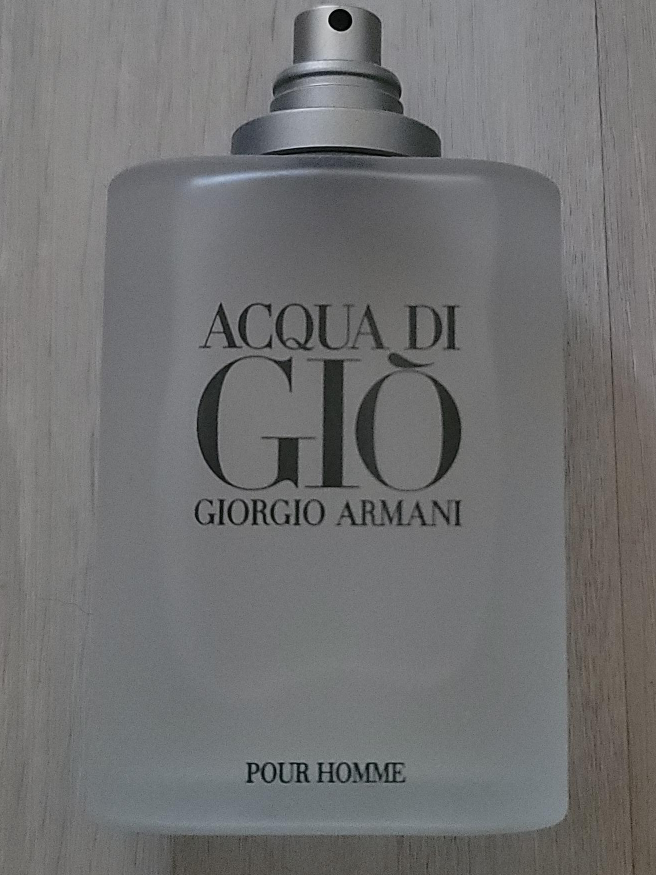 ACQUA DI
GIÒ
GIORGIO ARMANI
POUR HOMME